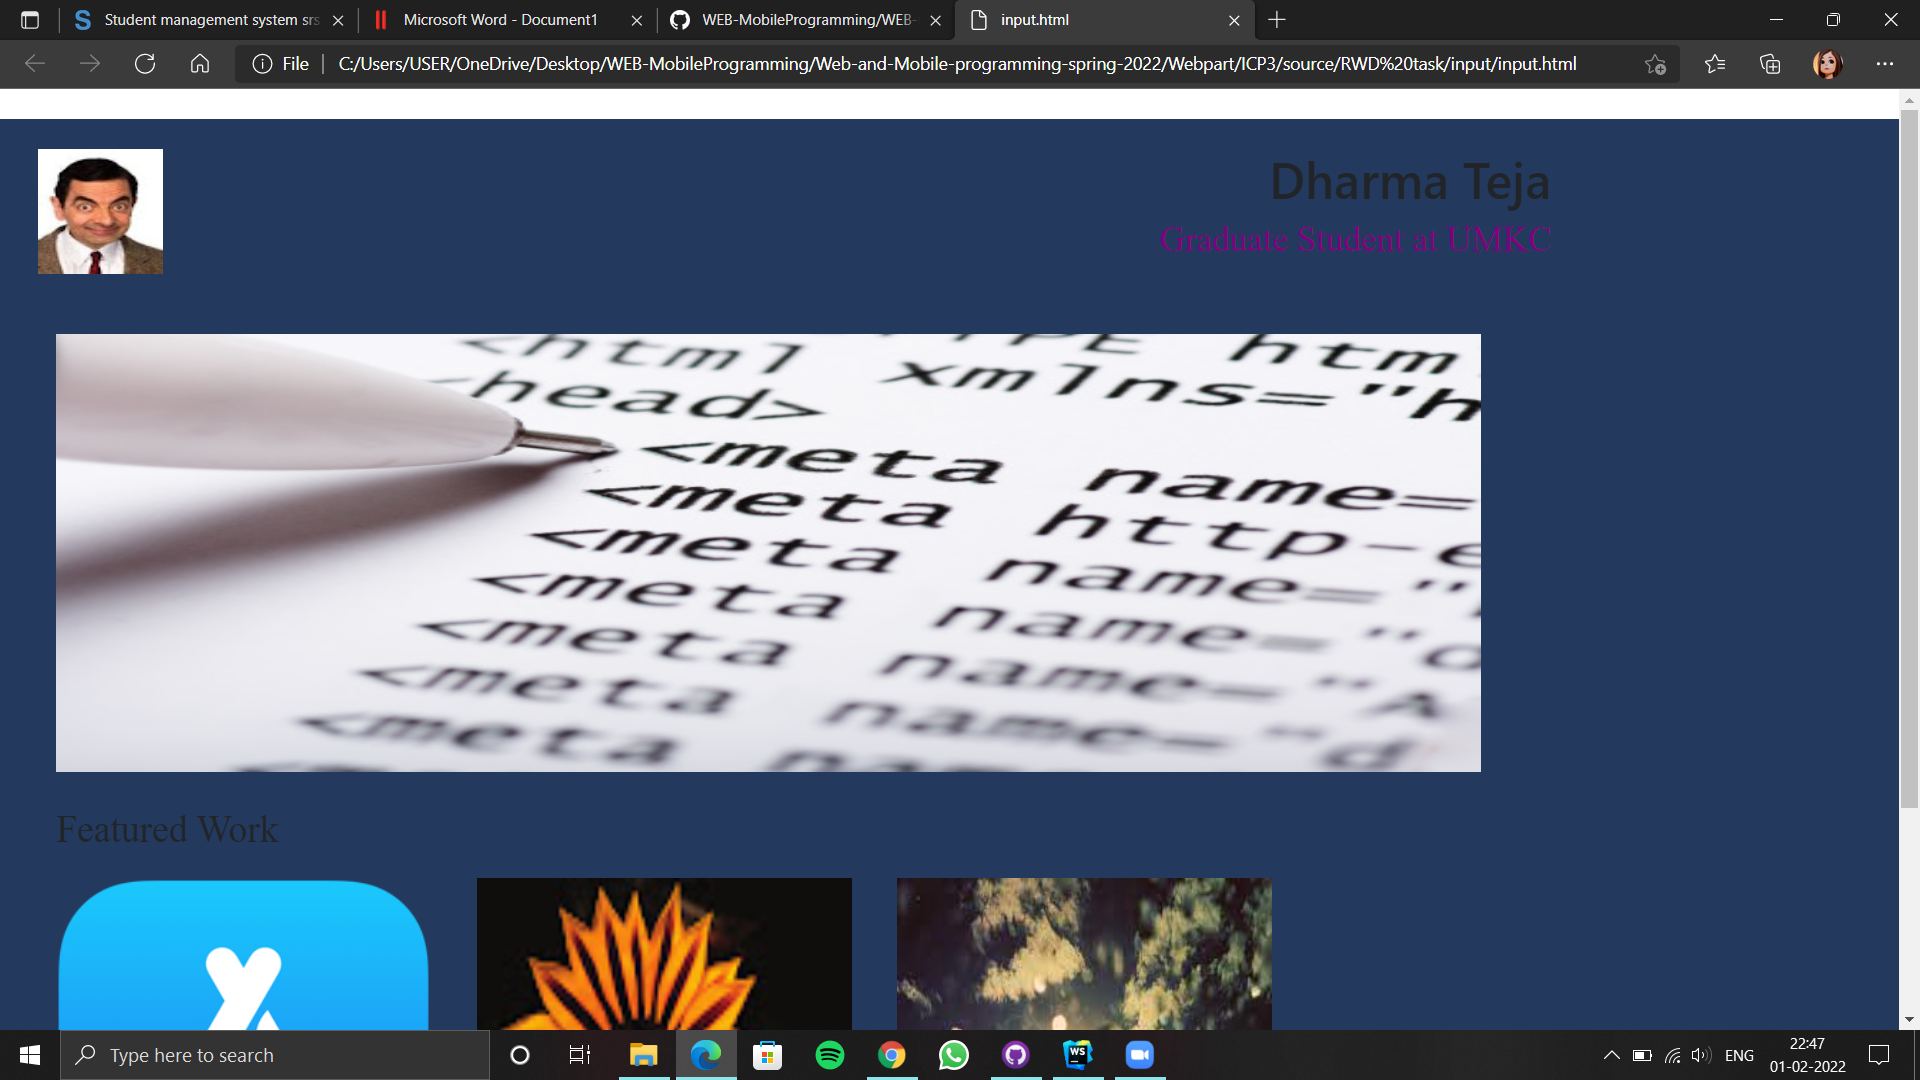 Student management system srs
Microsoft Word - Document1
WEB-MobileProgramming/WEB-
input.html
File
C:/Users/USER/OneDrive/Desktop/WEB-MobileProgramming/Web-and-Mobile-programming-spring-2022/Webpart/ICP3/source/RWD%20task/input/input.html
Dharma Teja
Graduate Student at UMKC
<html
<head> xmlns="h
<meta name=
<meta http-e
<meta name="
<meta name="
<meta name="
<meta name="
<meta
Featured Work
Type here to search
WS
ENG
22:47
01-02-2022